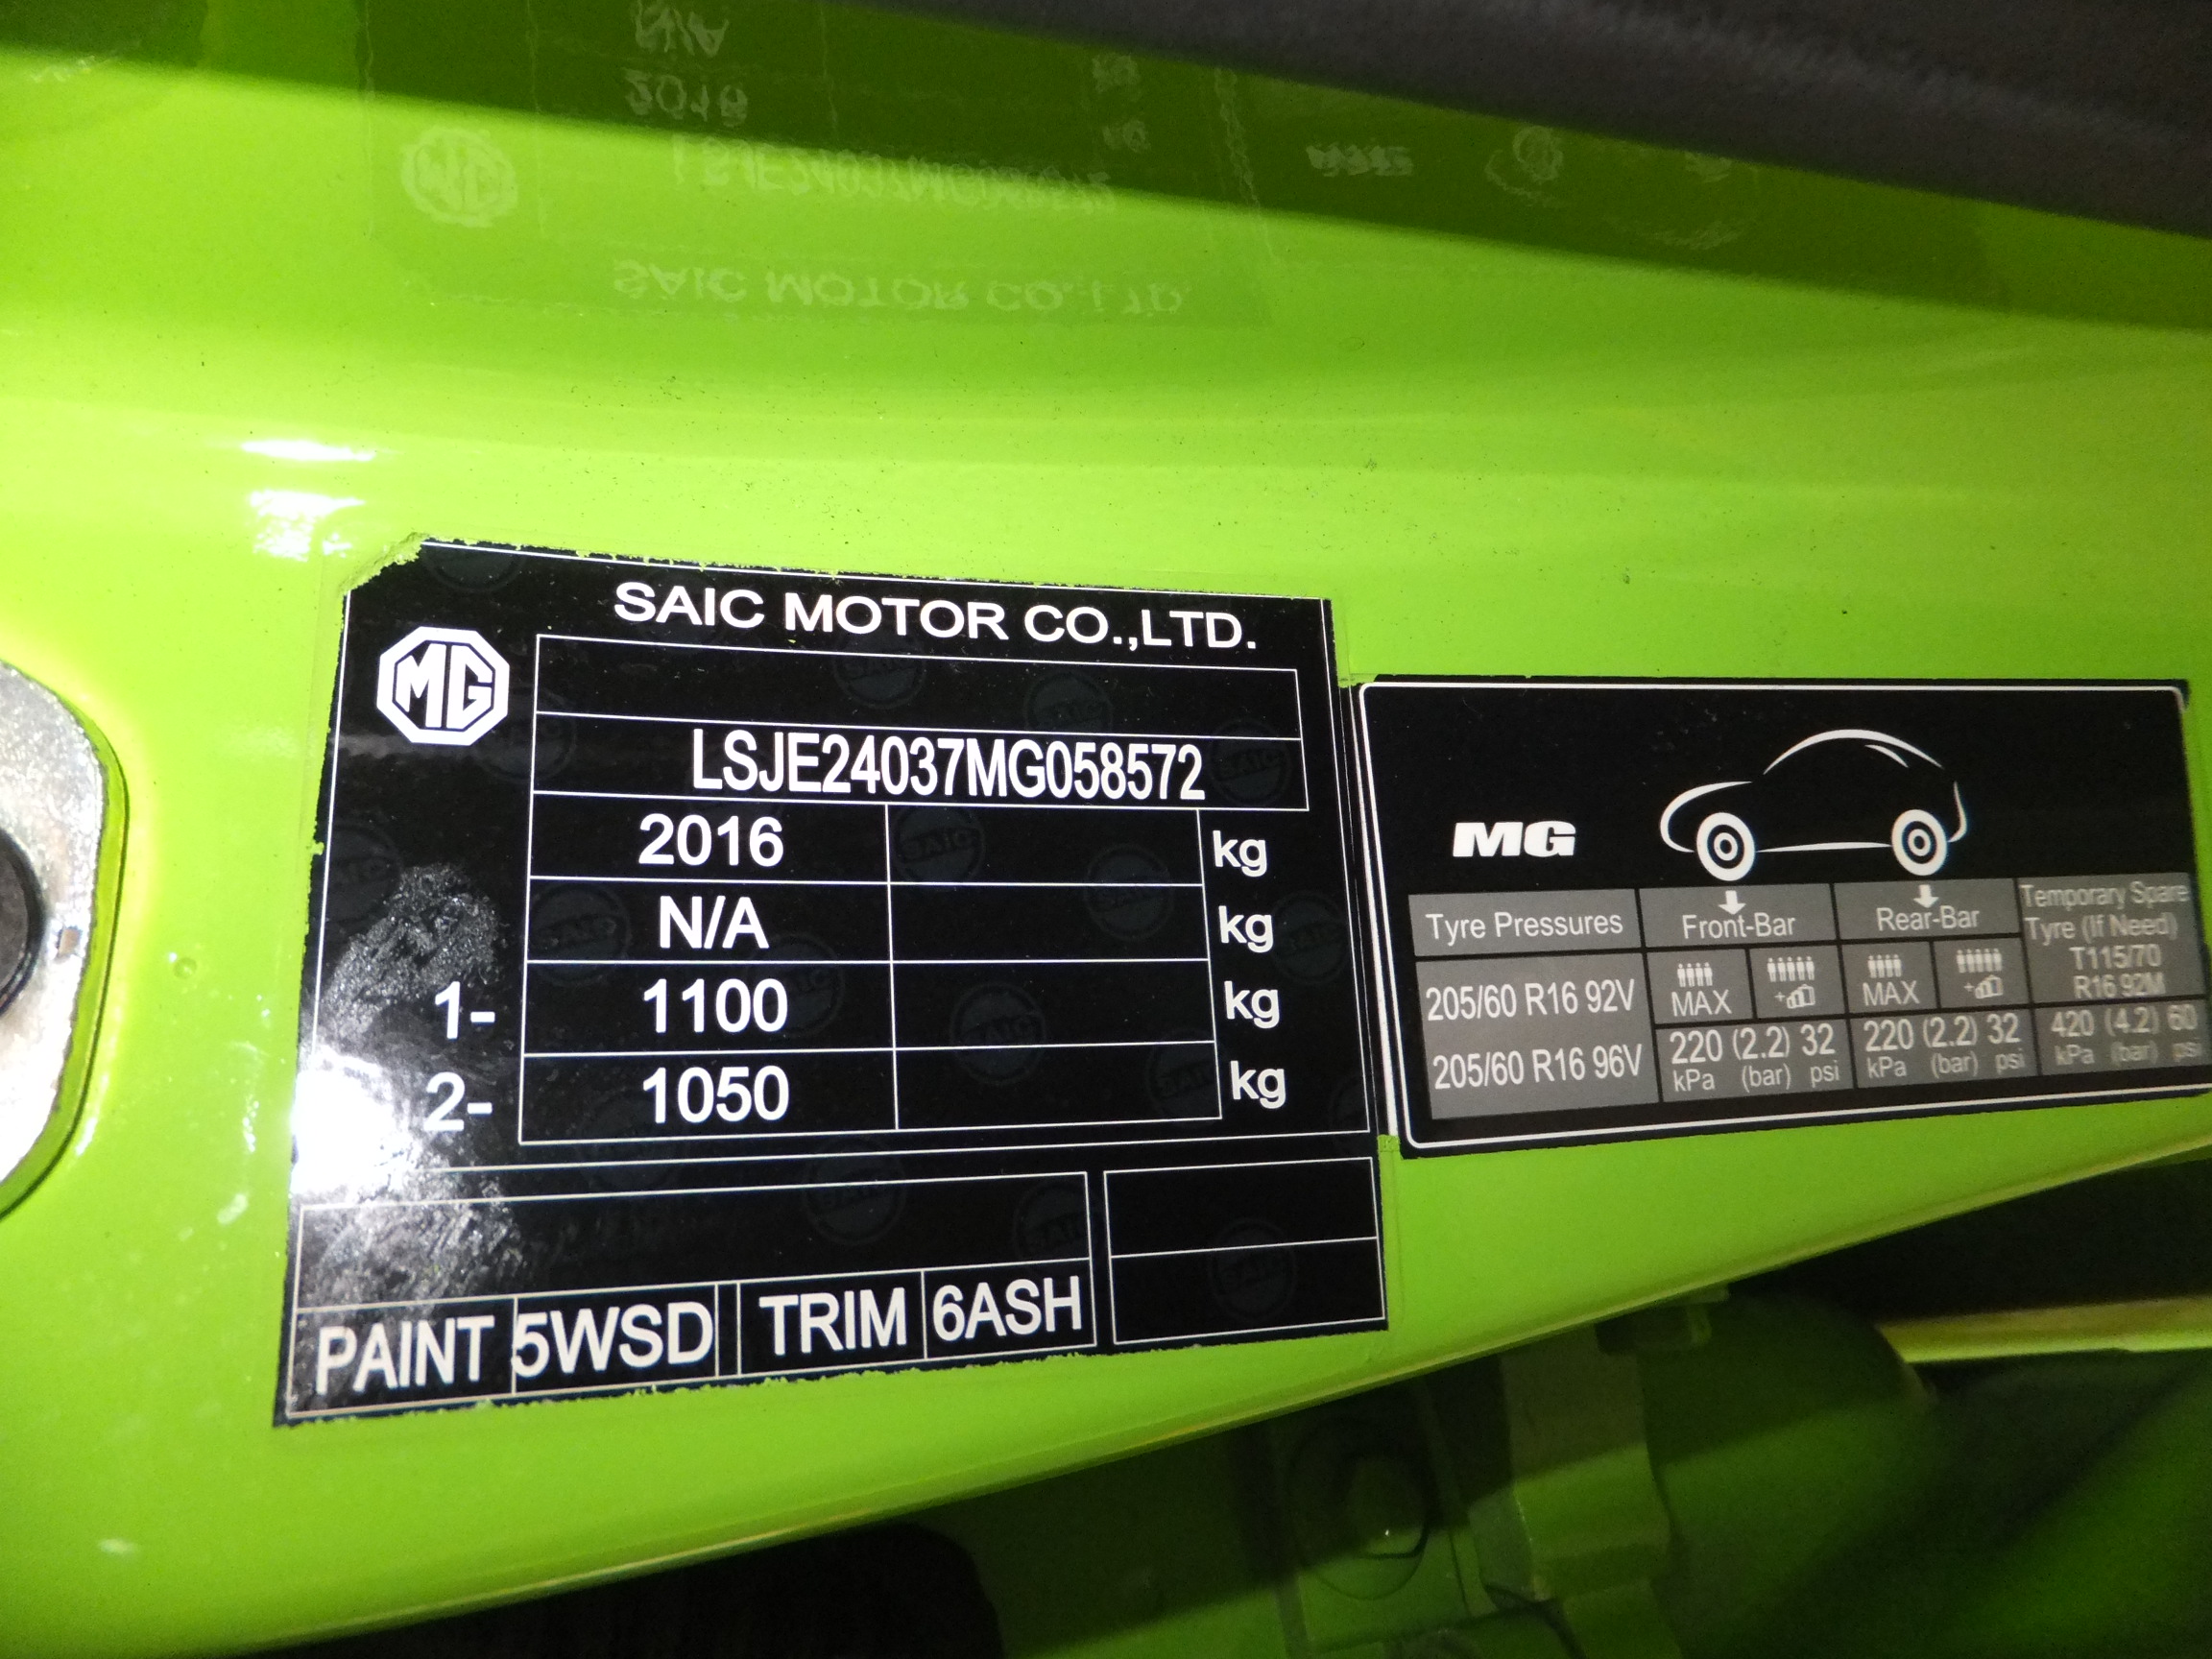 SAIC MOTOR CO.,LTD.
MG
LSJE24037MG058572
2016 kg
N/A kg
1- 1100 kg
2- 1050 kg
PAINT 5WSD TRIM 6ASH
MG
Tyre Pressures Front-Bar Rear-Bar Temporary Spare
Tyre (If Need)
T115/70
R16 92M
205/60 R16 92V MAX + MAX +
205/60 R16 96V 220 (2.2) 32 220 (2.2) 32 420 (4.2) 60
kPa (bar) psi kPa (bar) psi kPa (bar) psi